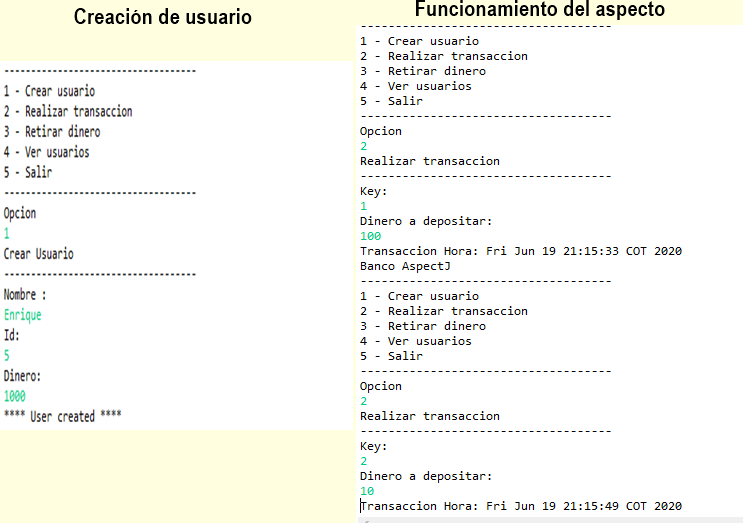 Creación de usuario
-----------------------------------
1 - Crear usuario
2 - Realizar transaccion
3 - Retirar dinero
4 - Ver usuarios
5 - Salir
-----------------------------------
Opcion
1
Crear Usuario
-----------------------------------
Nombre :
Enrique
Id:
5
Dinero:
1000
**** User created ****
Funcionamiento del aspecto
------------------------------------
1 - Crear usuario
2 - Realizar transaccion
3 - Retirar dinero
4 - Ver usuarios
5 - Salir
------------------------------------
Opcion
2
Realizar transaccion
------------------------------------
Key:
1
Dinero a depositar:
100
Transaccion Hora: Fri Jun 19 21:15:33 COT 2020
Banco AspectJ
------------------------------------
1 - Crear usuario
2 - Realizar transaccion
3 - Retirar dinero
4 - Ver usuarios
5 - Salir
------------------------------------
Opcion
2
Realizar transaccion
------------------------------------
Key:
2
Dinero a depositar:
10
Transaccion Hora: Fri Jun 19 21:15:49 COT 2020